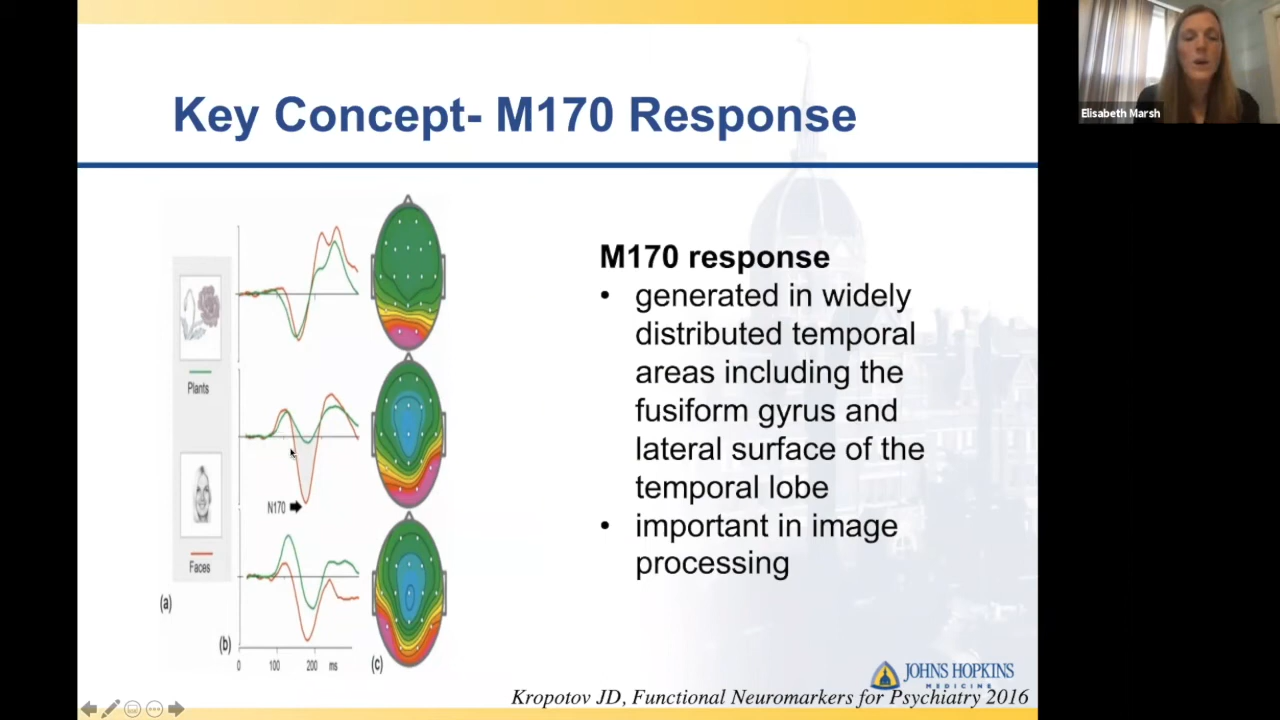 Key Concept- M170 Response
Elisabeth Marsh
M170 response
• generated in widely
distributed temporal
areas including the
fusiform gyrus and
lateral surface of the
temporal lobe
• important in image
processing
Plants
N170
Faces
(a)
(b)
(c)
0 100 200 ms
JOHNS HOPKINS
MEDICINE
Kropotov JD, Functional Neuromarkers for Psychiatry 2016